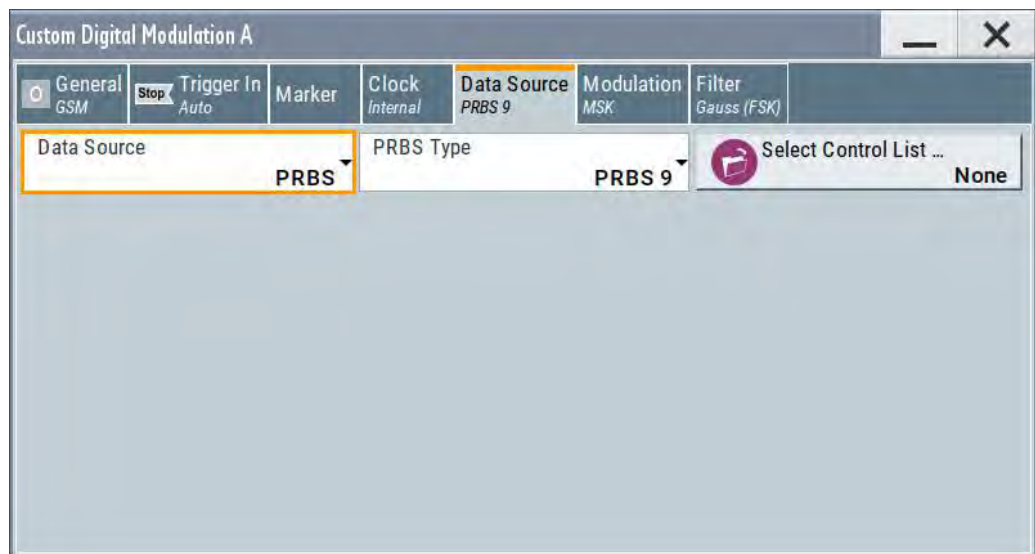 Custom Digital Modulation A
O General
GSM
Stop Trigger In
Auto
Marker
Clock
Internal
Data Source
PRBS 9
Modulation
MSK
Filter
Gauss (FSK)
Data Source
PRBS
PRBS Type
PRBS 9
Select Control List ...
None